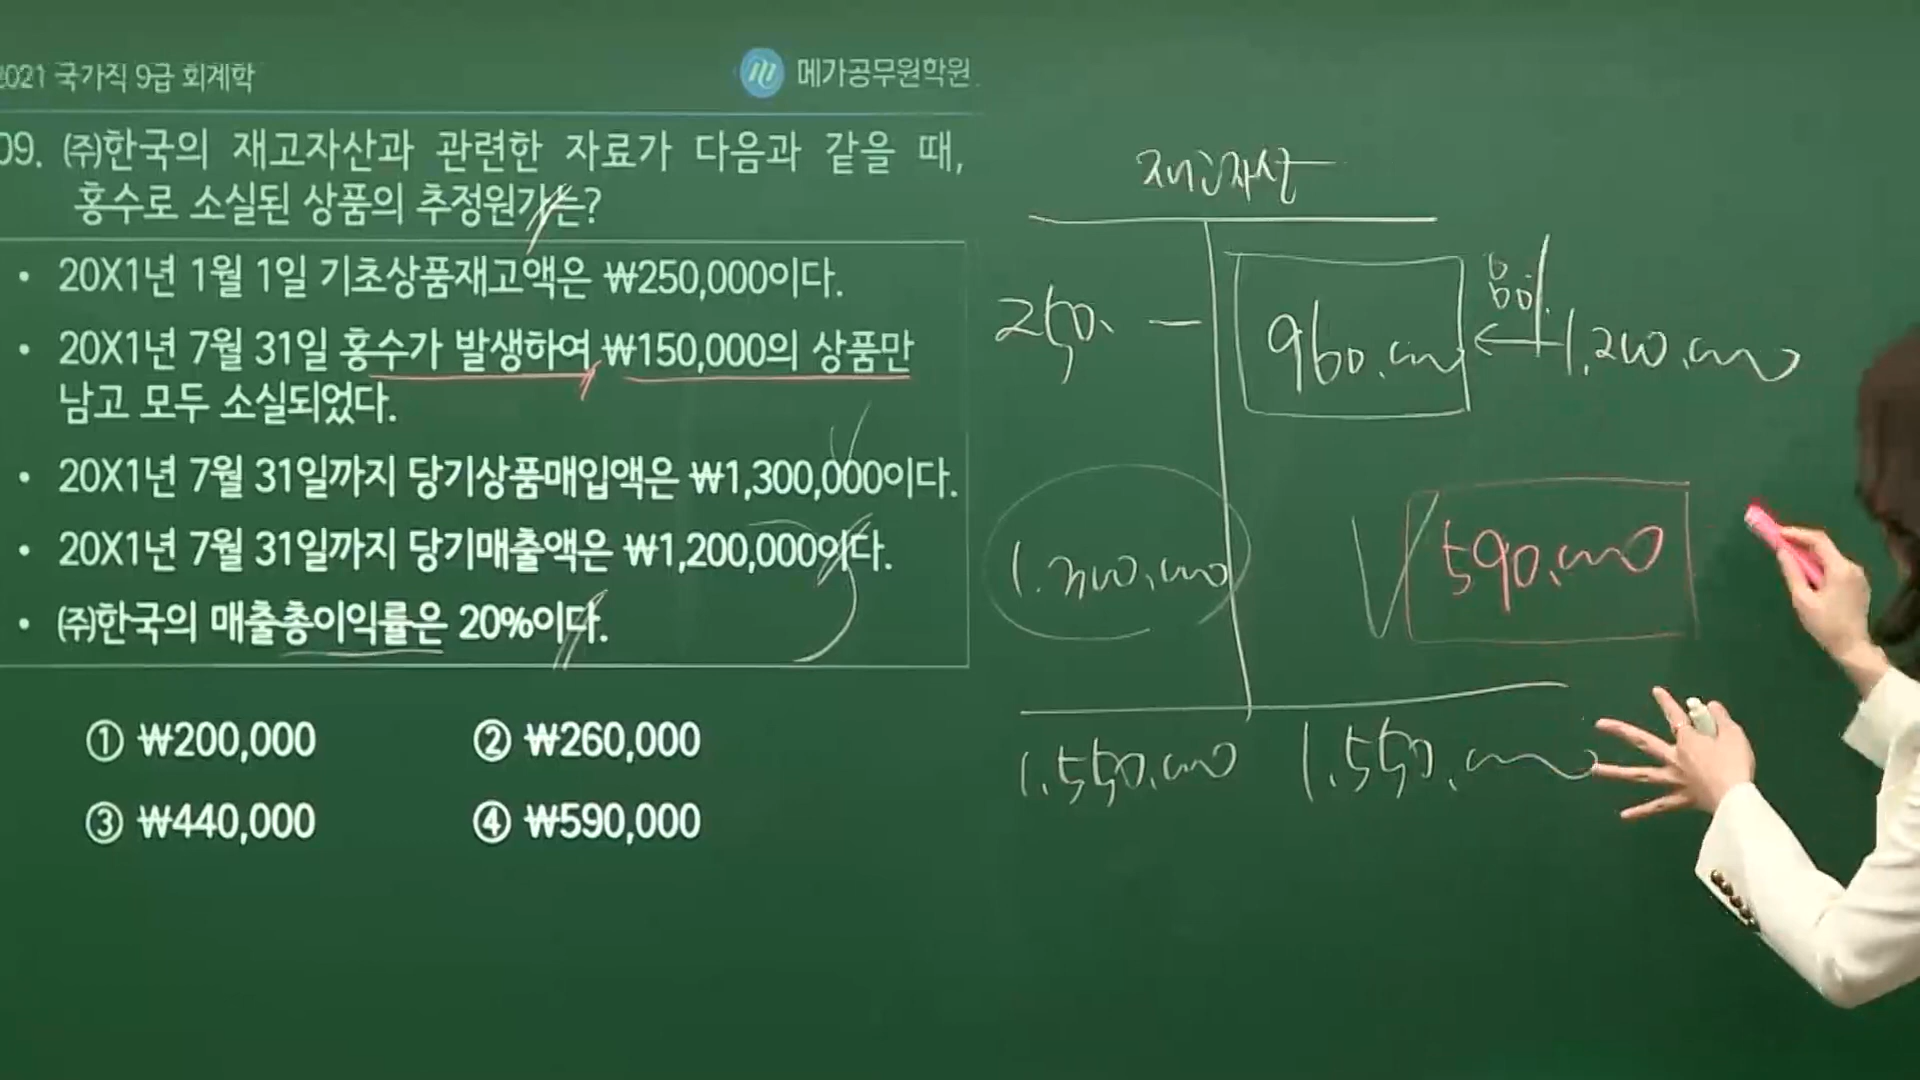 2021 국가직 9급 회계학
메가공무원학원
09. ㈜한국의 재고자산과 관련한 자료가 다음과 같을 때,
홍수로 소실된 상품의 추정원가는?
• 20X1년 1월 1일 기초상품재고액은 ₩250,000이다.
• 20X1년 7월 31일 홍수가 발생하여 ₩150,000의 상품만
남고 모두 소실되었다.
• 20X1년 7월 31일까지 당기상품매입액은 ₩1,300,000이다.
• 20X1년 7월 31일까지 당기매출액은 ₩1,200,000이다.
• ㈜한국의 매출총이익률은 20%이다.
① ₩200,000 ② ₩260,000
③ ₩440,000 ④ ₩590,000
재고자산
960.000
1.200.000
1.300.000
590.000
1.550.000 1.550.000